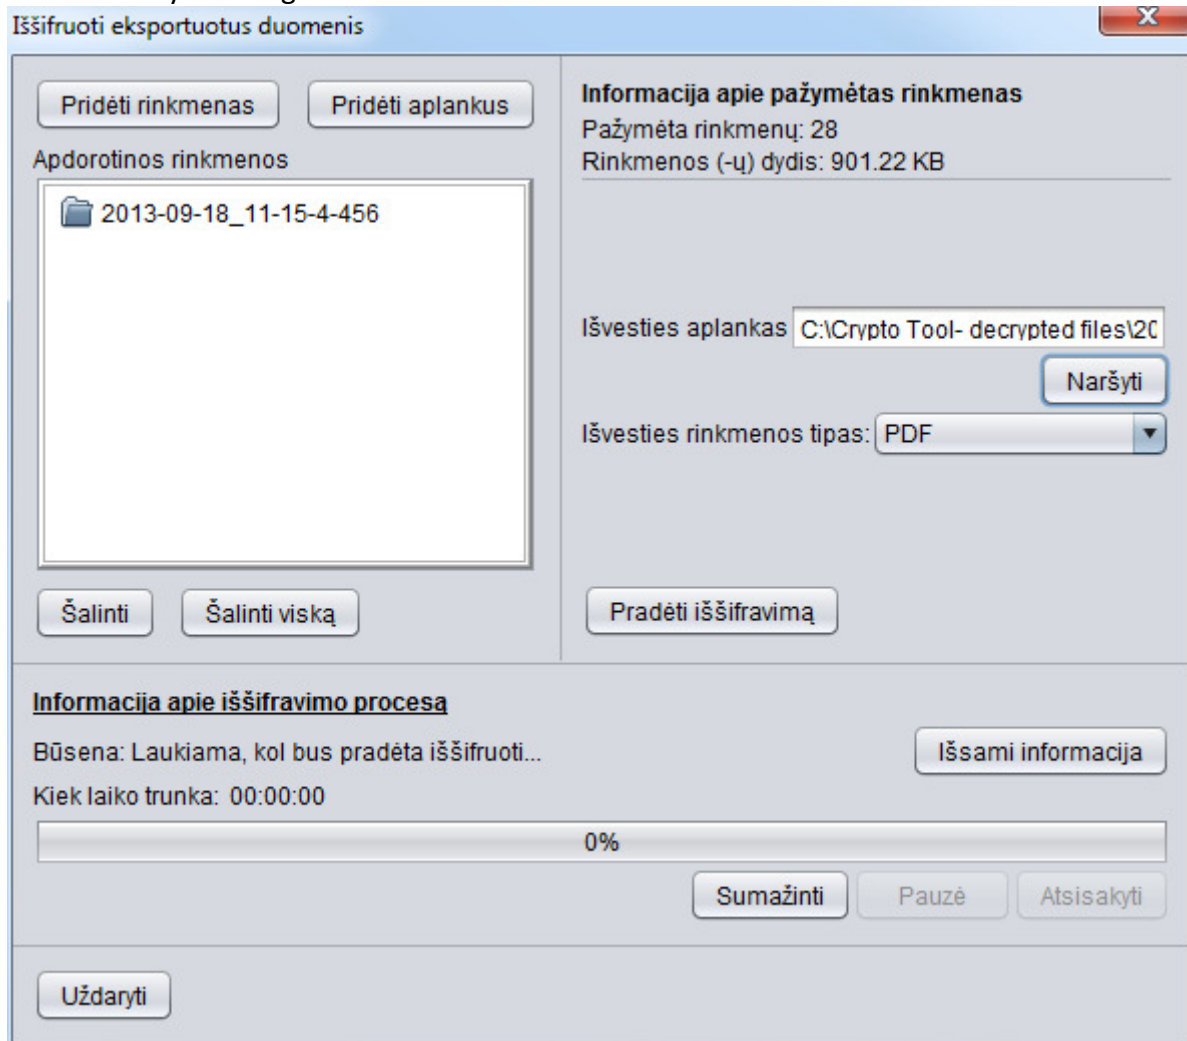 Iššifruoti eksportuotus duomenis
Pridėti rinkmenas
Pridėti aplankus
Apdorotinos rinkmenos
2013-09-18_11-15-4-456
Šalinti
Šalinti viską
Informacija apie pažymėtas rinkmenas
Pažymėta rinkmenų: 28
Rinkmenos (-ų) dydis: 901.22 KB
Išvesties aplankas C:\Crypto Tool- decrypted files\20
Naršyti
Išvesties rinkmenos tipas: PDF
Pradėti iššifravimą
Informacija apie iššifravimo procesą
Būsena: Laukiama, kol bus pradėta iššifruoti...
Išsami informacija
Kiek laiko trunka: 00:00:00
0%
Sumažinti
Pauzė
Atsisakyti
Uždaryti